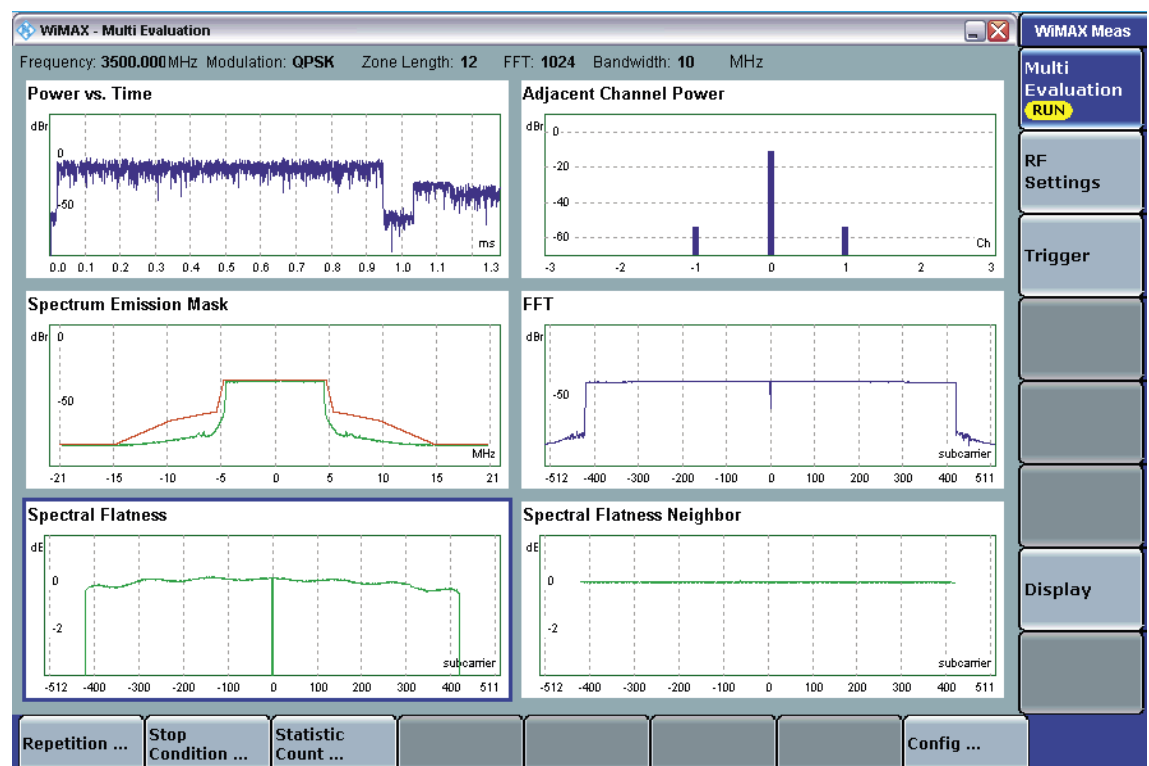 WiMAX - Multi Evaluation
WiMAX Meas
Frequency: 3500.000 MHz Modulation: QPSK Zone Length: 12 FFT: 1024 Bandwidth: 10 MHz
Multi
Evaluation
RUN
RF
Settings
Trigger
Display
Power vs. Time
dBr
0
-50
ms
0.0 0.1 0.2 0.3 0.4 0.5 0.6 0.7 0.8 0.9 1.0 1.1 1.3
Adjacent Channel Power
dBr
0
-20
-40
-60
Ch
-3 -2 -1 0 1 2 3
Spectrum Emission Mask
dBr
0
-50
MHz
-21 -15 -10 -5 0 5 10 15 21
FFT
dBr
-50
subcarrier
-512 -400 -300 -200 -100 0 100 200 300 400 511
Spectral Flatness
dE
0
-2
subcarrier
-512 -400 -300 -200 -100 0 100 200 300 400 511
Spectral Flatness Neighbor
dE
0
-2
subcarrier
-512 -400 -300 -200 -100 0 100 200 300 400 511
Repetition ...
Stop
Condition ...
Statistic
Count ...
Config ...